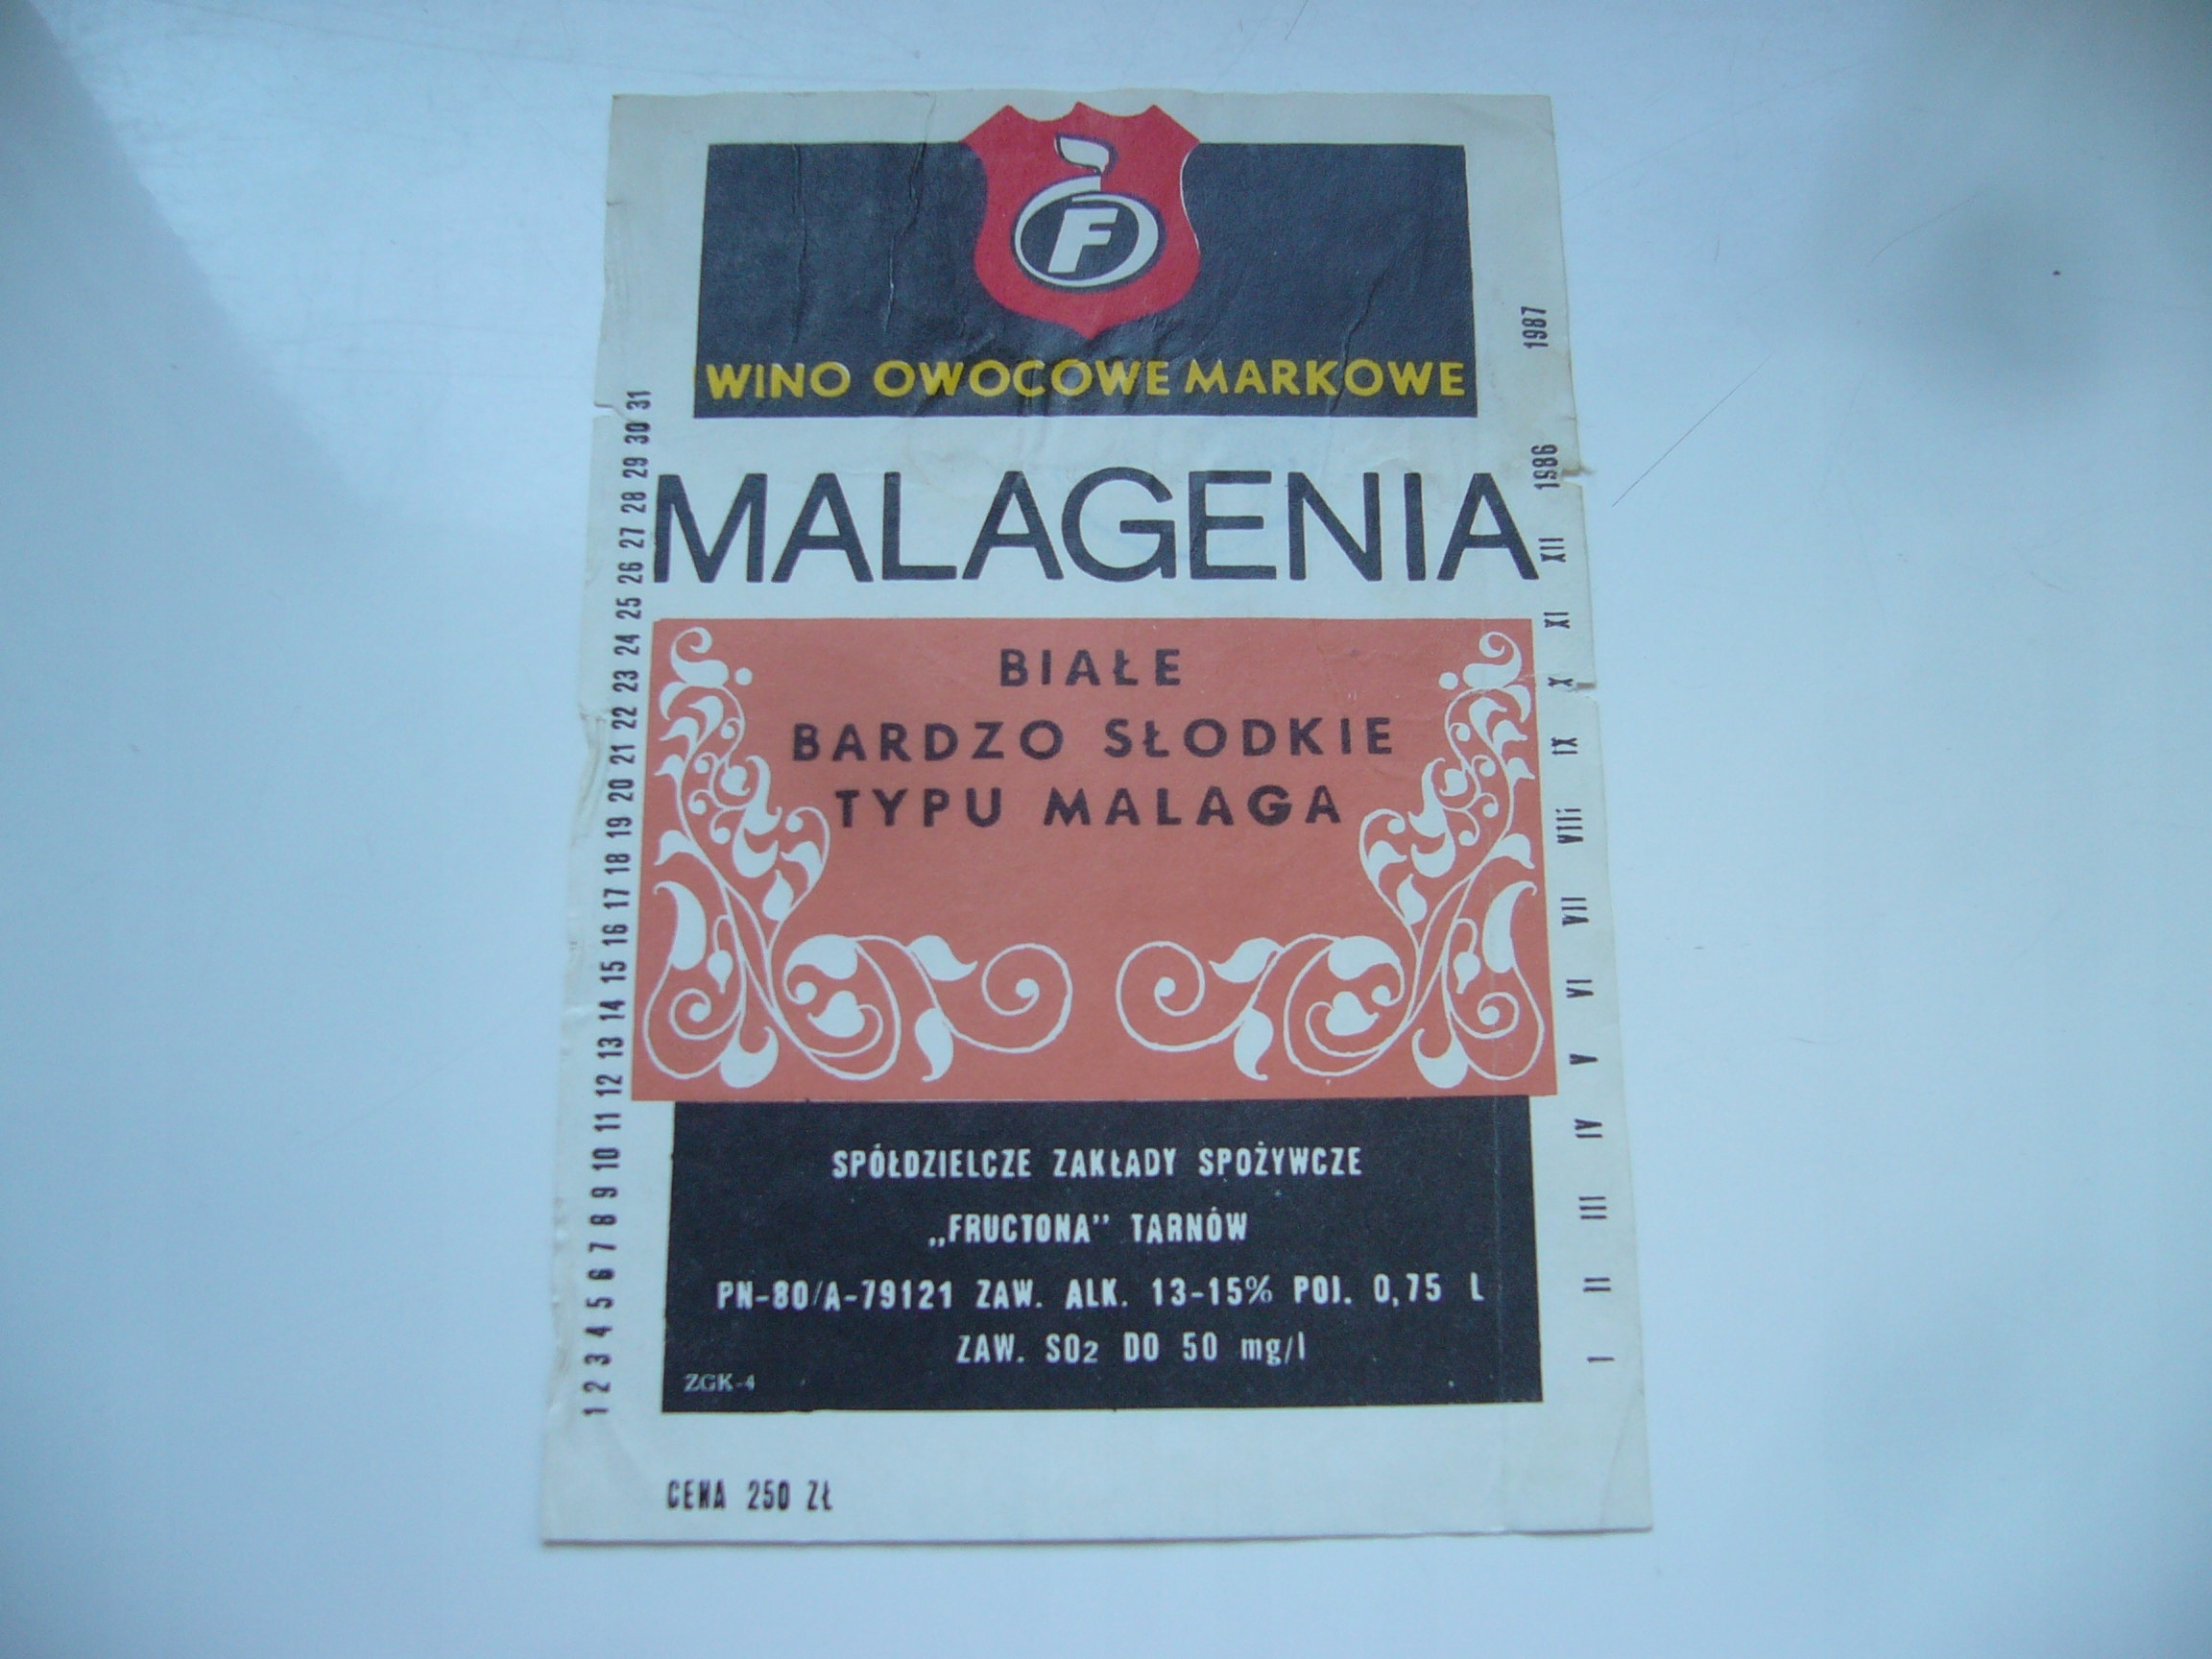 F
WINO OWOCOWE MARKOWE
MALAGENIA
BIAŁE
BARDZO SŁODKIE
TYPU MALAGA
SPÓŁDZIELCZE ZAKŁADY SPOŻYWCZE
„FRUCTONA” TARNÓW
PN-80/A-79121 ZAW. ALK. 13-15% POJ. 0,75 L
ZAW. SO2 DO 50 mg/l
ZGK-4
CENA 250 ZŁ
1 2 3 4 5 6 7 8 9 10 11 12 13 14 15 16 17 18 19 20 21 22 23 24 25 26 27 28 29 30 31
I II III IV V VI VII VIII IX X XI XII 1986 1987